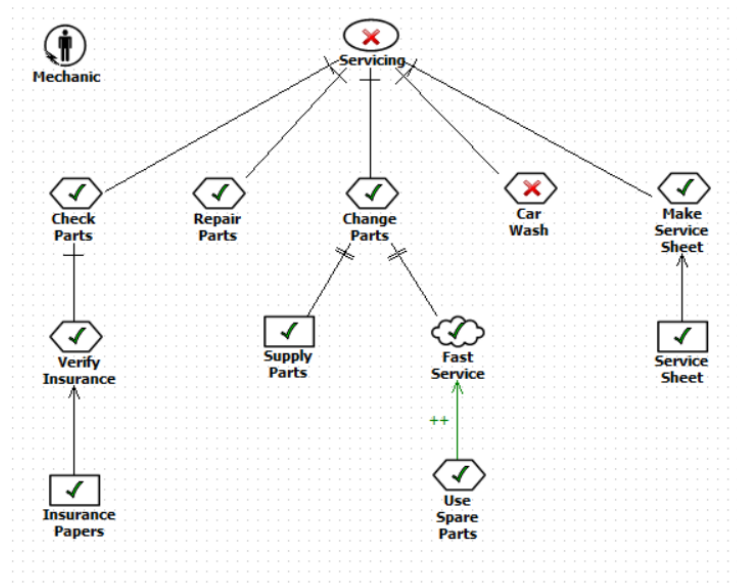 Mechanic
Servicing
Check
Parts
Repair
Parts
Change
Parts
Car
Wash
Make
Service
Sheet
Verify
Insurance
Supply
Parts
Fast
Service
Service
Sheet
++
Insurance
Papers
Use
Spare
Parts